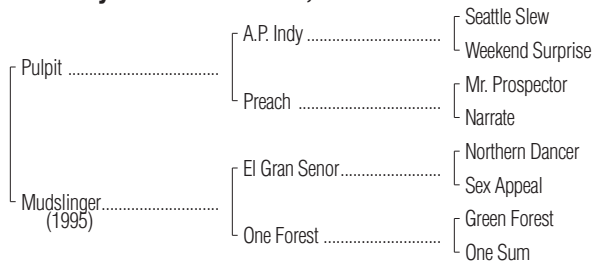 A.P. Indy ........................................
Seattle Slew
Weekend Surprise
Pulpit ............................................
Preach ..........................................
Mr. Prospector
Narrate
El Gran Senor..............................
Northern Dancer
Sex Appeal
Mudslinger...................................
(1995)
One Forest ...................................
Green Forest
One Sum